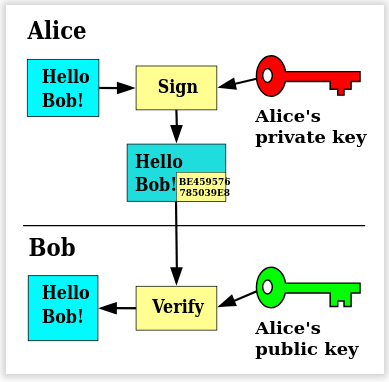 Alice
Hello
Bob!
Sign
Alice's
private key
Hello
Bob!
BE459576
785039E8
Bob
Hello
Bob!
Verify
Alice's
public key